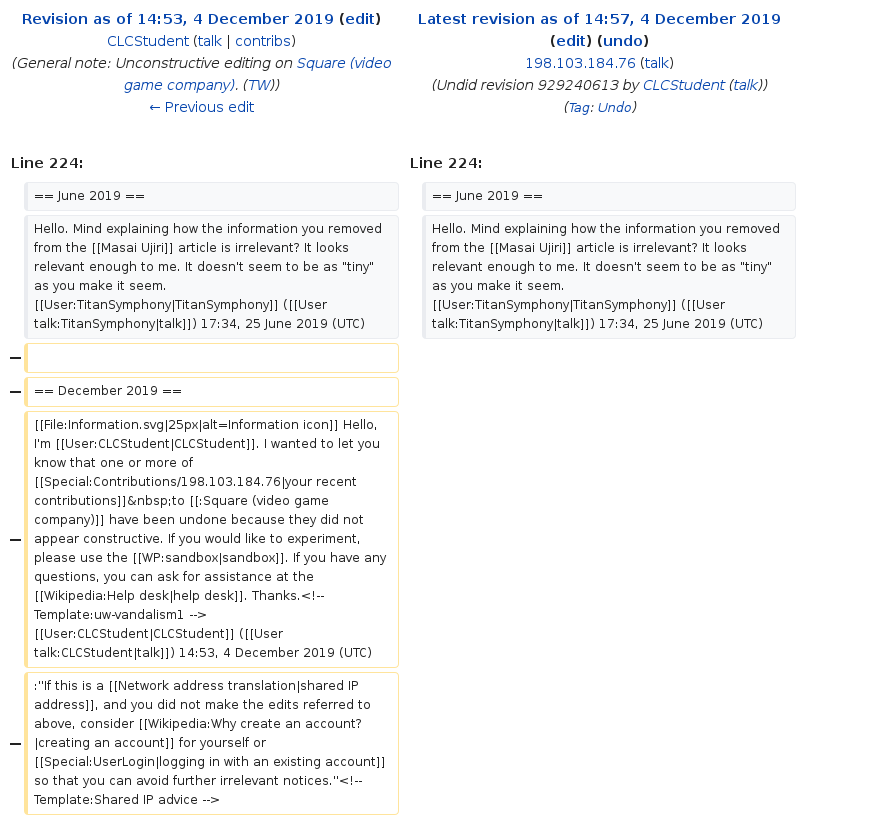 Revision as of 14:53, 4 December 2019 (edit)
CLCStudent (talk | contribs)
(General note: Unconstructive editing on Square (video
game company). (TW))
← Previous edit
Latest revision as of 14:57, 4 December 2019
(edit) (undo)
198.103.184.76 (talk)
(Undid revision 929240613 by CLCStudent (talk))
(Tag: Undo)
Line 224:
Line 224:
== June 2019 ==
== June 2019 ==
Hello. Mind explaining how the information you removed
from the [[Masai Ujiri]] article is irrelevant? It looks
relevant enough to me. It doesn't seem to be as "tiny"
as you make it seem.
[[User:TitanSymphony|TitanSymphony]] ([[User
talk:TitanSymphony|talk]]) 17:34, 25 June 2019 (UTC)
Hello. Mind explaining how the information you removed
from the [[Masai Ujiri]] article is irrelevant? It looks
relevant enough to me. It doesn't seem to be as "tiny"
as you make it seem.
[[User:TitanSymphony|TitanSymphony]] ([[User
talk:TitanSymphony|talk]]) 17:34, 25 June 2019 (UTC)
−
− == December 2019 ==
[[File:Information.svg|25px|alt=Information icon]] Hello,
I'm [[User:CLCStudent|CLCStudent]]. I wanted to let you
know that one or more of
[[Special:Contributions/198.103.184.76|your recent
contributions]]&nbsp;to [[:Square (video game
company)]] have been undone because they did not
− appear constructive. If you would like to experiment,
please use the [[WP:sandbox|sandbox]]. If you have any
questions, you can ask for assistance at the
[[Wikipedia:Help desk|help desk]]. Thanks.<!--
Template:uw-vandalism1 -->
[[User:CLCStudent|CLCStudent]] ([[User
talk:CLCStudent|talk]]) 14:53, 4 December 2019 (UTC)
:''If this is a [[Network address translation|shared IP
address]], and you did not make the edits referred to
above, consider [[Wikipedia:Why create an account?
− |creating an account]] for yourself or
[[Special:UserLogin|logging in with an existing account]]
so that you can avoid further irrelevant notices.''<!--
Template:Shared IP advice -->